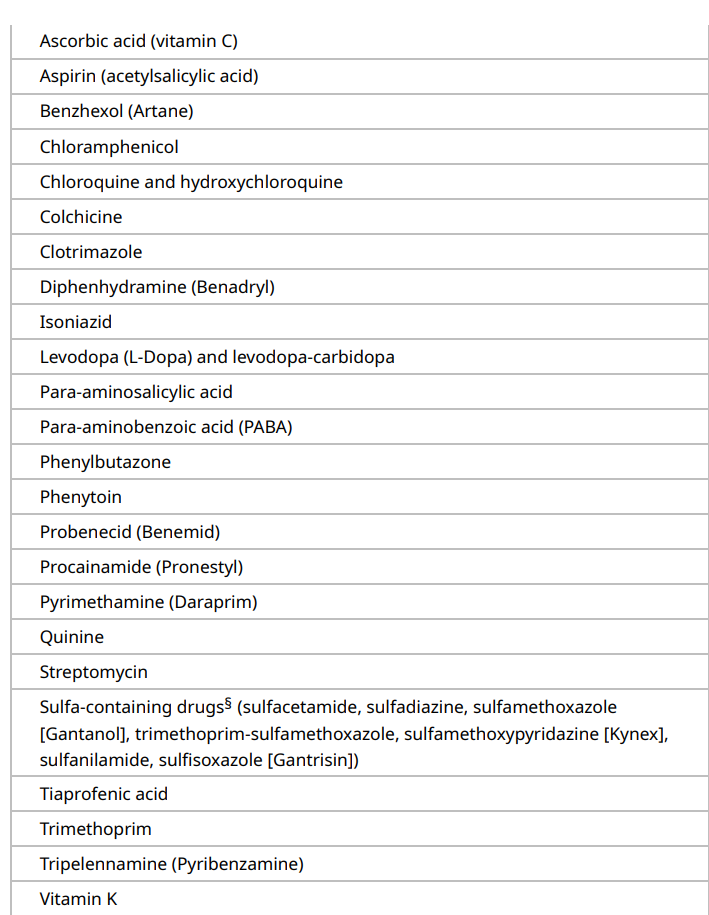 Ascorbic acid (vitamin C)
Aspirin (acetylsalicylic acid)
Benzhexol (Artane)
Chloramphenicol
Chloroquine and hydroxychloroquine
Colchicine
Clotrimazole
Diphenhydramine (Benadryl)
Isoniazid
Levodopa (L-Dopa) and levodopa-carbidopa
Para-aminosalicylic acid
Para-aminobenzoic acid (PABA)
Phenylbutazone
Phenytoin
Probenecid (Benemid)
Procainamide (Pronestyl)
Pyrimethamine (Daraprim)
Quinine
Streptomycin
Sulfa-containing drugs§ (sulfacetamide, sulfadiazine, sulfamethoxazole
[Gantanol], trimethoprim-sulfamethoxazole, sulfamethoxypyridazine [Kynex],
sulfanilamide, sulfisoxazole [Gantrisin])
Tiaprofenic acid
Trimethoprim
Tripelennamine (Pyribenzamine)
Vitamin K